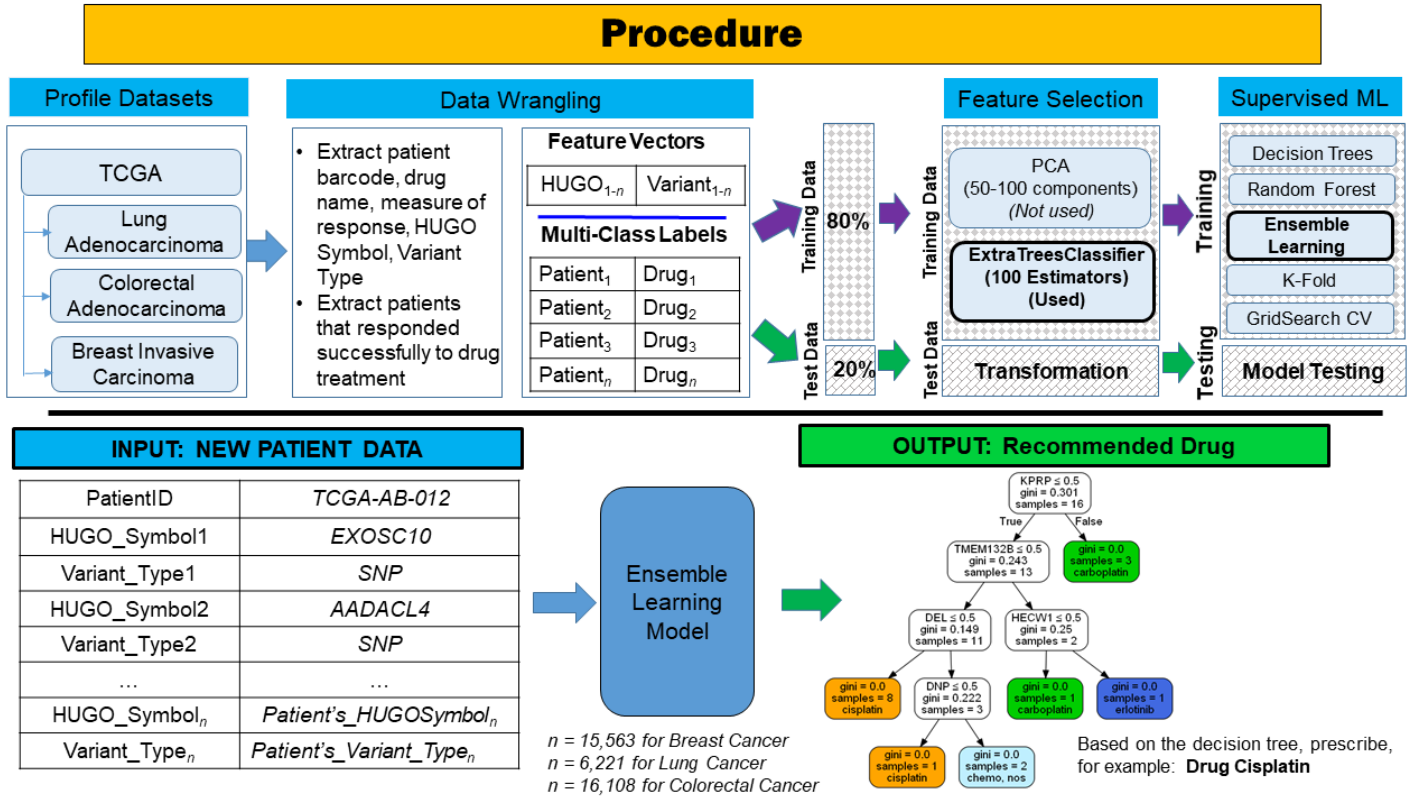 Procedure
Profile Datasets
TCGA
Lung
Adenocarcinoma
Colorectal
Adenocarcinoma
Breast Invasive
Carcinoma
Data Wrangling
• Extract patient
barcode, drug
name, measure of
response, HUGO
Symbol, Variant
Type
• Extract patients
that responded
successfully to drug
treatment
Feature Vectors
HUGO1-n Variant1-n
Multi-Class Labels
Patient1 Drug1
Patient2 Drug2
Patient3 Drug3
Patientn Drugn
Training Data
80%
Test Data
20%
Feature Selection
Training Data
PCA
(50-100 components)
(Not used)
ExtraTreesClassifier
(100 Estimators)
(Used)
Test Data
Transformation
Supervised ML
Training
Decision Trees
Random Forest
Ensemble
Learning
K-Fold
GridSearch CV
Testing
Model Testing
INPUT: NEW PATIENT DATA
PatientID TCGA-AB-012
HUGO_Symbol1 EXOSC10
Variant_Type1 SNP
HUGO_Symbol2 AADACL4
Variant_Type2 SNP
... ...
HUGO_Symboln Patient's_HUGOSymboln
Variant_Typen Patient's_Variant_Typen
Ensemble
Learning
Model
n = 15,563 for Breast Cancer
n = 6,221 for Lung Cancer
n = 16,108 for Colorectal Cancer
OUTPUT: Recommended Drug
KPRP ≤ 0.5
gini = 0.301
samples = 16
True
False
TMEM132B ≤ 0.5
gini = 0.243
samples = 13
gini = 0.0
samples = 3
carboplatin
DEL ≤ 0.5
gini = 0.149
samples = 11
HECW1 ≤ 0.5
gini = 0.25
samples = 2
gini = 0.0
samples = 8
cisplatin
DNP ≤ 0.5
gini = 0.222
samples = 3
gini = 0.0
samples = 1
carboplatin
gini = 0.0
samples = 1
erlotinib
gini = 0.0
samples = 1
cisplatin
gini = 0.0
samples = 2
chemo, nos
Based on the decision tree, prescribe,
for example: Drug Cisplatin